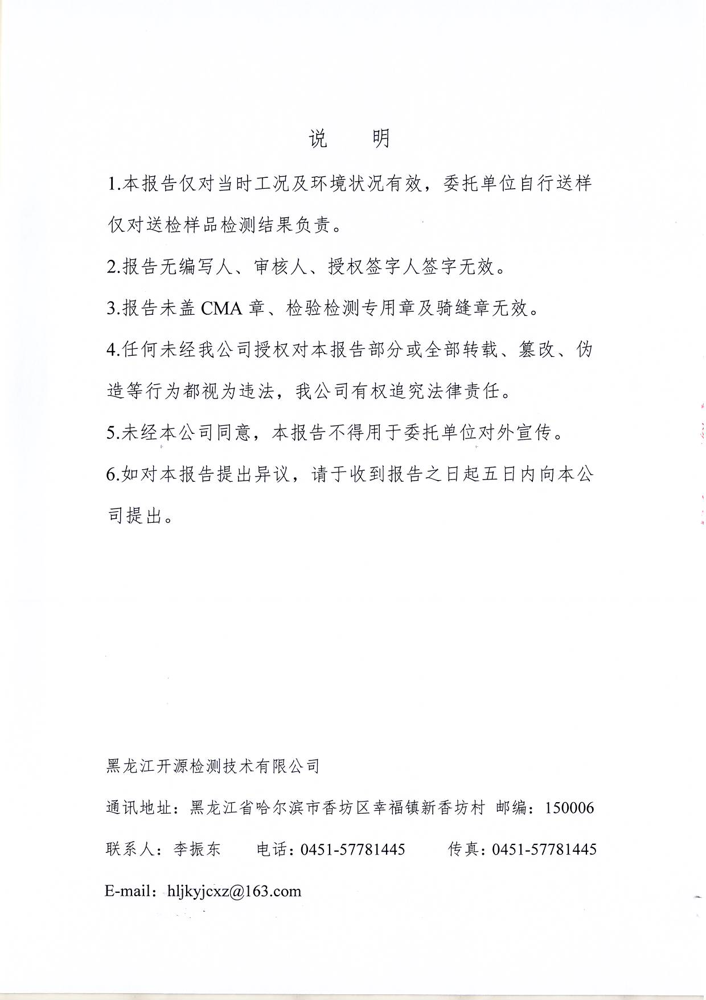 说 明
1.本报告仅对当时工况及环境状况有效，委托单位自行送样
仅对送检样品检测结果负责。
2.报告无编写人、审核人、授权签字人签字无效。
3.报告未盖 CMA 章、检验检测专用章及骑缝章无效。
4.任何未经我公司授权对本报告部分或全部转载、篡改、伪
造等行为都视为违法，我公司有权追究法律责任。
5.未经本公司同意，本报告不得用于委托单位对外宣传。
6.如对本报告提出异议，请于收到报告之日起五日内向本公
司提出。
黑龙江开源检测技术有限公司
通讯地址：黑龙江省哈尔滨市香坊区幸福镇新香坊村 邮编：150006
联系人：李振东 电话：0451-57781445 传真：0451-57781445
E-mail：hljkyjcxz@163.com